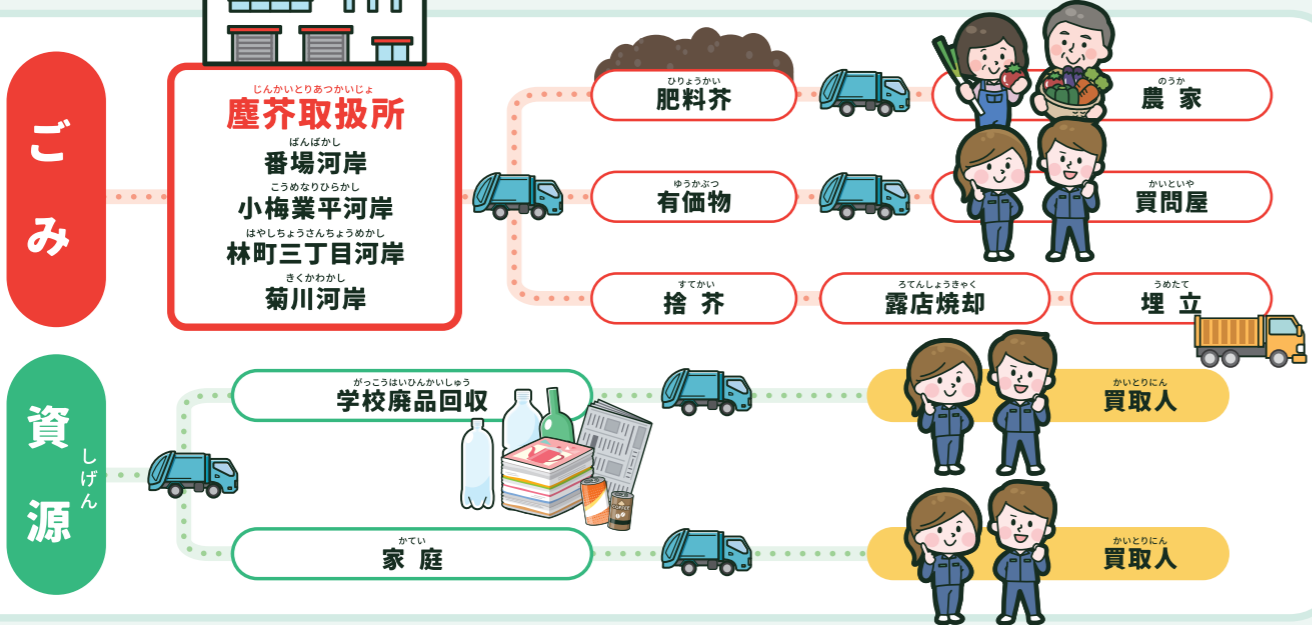 ごみ
じんかいとりあつかいじょ
塵芥取扱所
ばんばかし
番場河岸
こうめなりひらかし
小梅業平河岸
はやしちょうさんちょうめかし
林町三丁目河岸
きくかわかし
菊川河岸
ひりょうかい
肥料芥
のうか
農家
ゆうかぶつ
有価物
かいといや
買問屋
すてかい
捨芥
ろてんしょうきゃく
露店焼却
うめたて
埋立
資源
しげん
がっこうはいひんかいしゅう
学校廃品回収
かいとりにん
買取人
COFFEE
かてい
家庭
かいとりにん
買取人